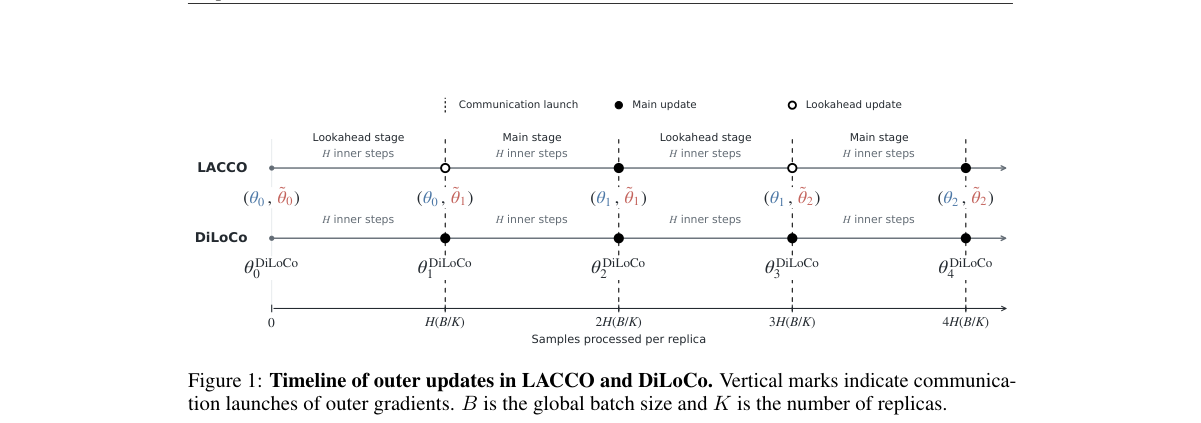 Communication launch Main update Lookahead update
Lookahead stage Main stage Lookahead stage Main stage
H inner steps H inner steps H inner steps H inner steps
LACCO
(θ₀, θ̃₀) (θ₀, θ̃₁) (θ₁, θ̃₁) (θ₁, θ̃₂) (θ₂, θ̃₂)
H inner steps H inner steps H inner steps H inner steps
DiLoCo
θ₀^DiLoCo θ₁^DiLoCo θ₂^DiLoCo θ₃^DiLoCo θ₄^DiLoCo
0 H(B/K) 2H(B/K) 3H(B/K) 4H(B/K)
Samples processed per replica
Figure 1: Timeline of outer updates in LACCO and DiLoCo. Vertical marks indicate communica-
tion launches of outer gradients. B is the global batch size and K is the number of replicas.